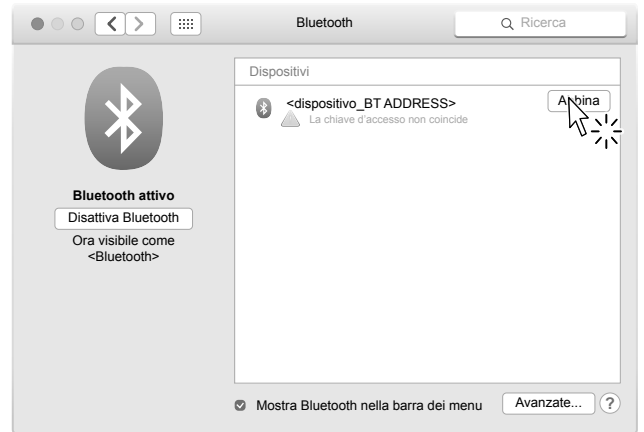 Bluetooth
Ricerca
Dispositivi
<dispositivo_BT ADDRESS>
Abbina
La chiave d'accesso non coincide
Bluetooth attivo
Disattiva Bluetooth
Ora visibile come
<Bluetooth>
Mostra Bluetooth nella barra dei menu
Avanzate...
?